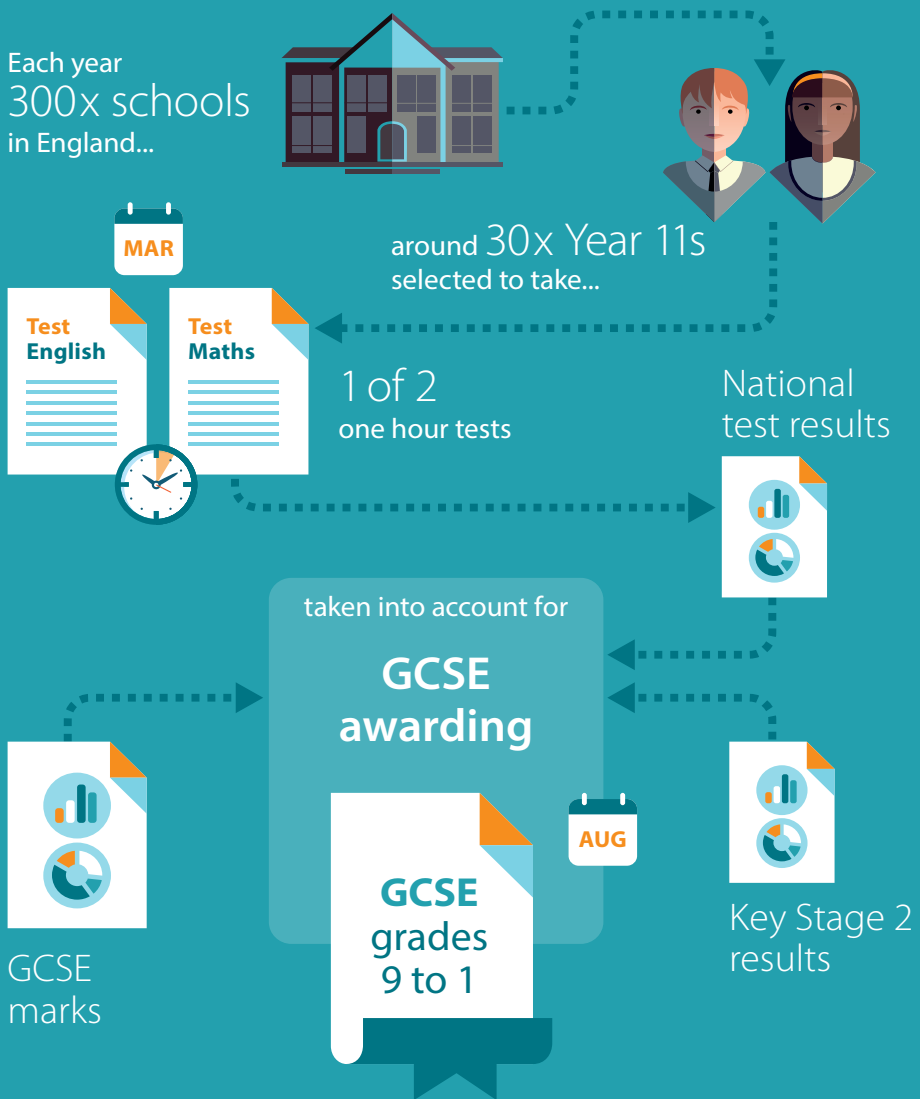 Each year
300x schools
in England...
around 30x Year 11s
selected to take...
MAR
Test
English
Test
Maths
1 of 2
one hour tests
National
test results
taken into account for
GCSE
awarding
AUG
GCSE
grades
9 to 1
GCSE
marks
Key Stage 2
results